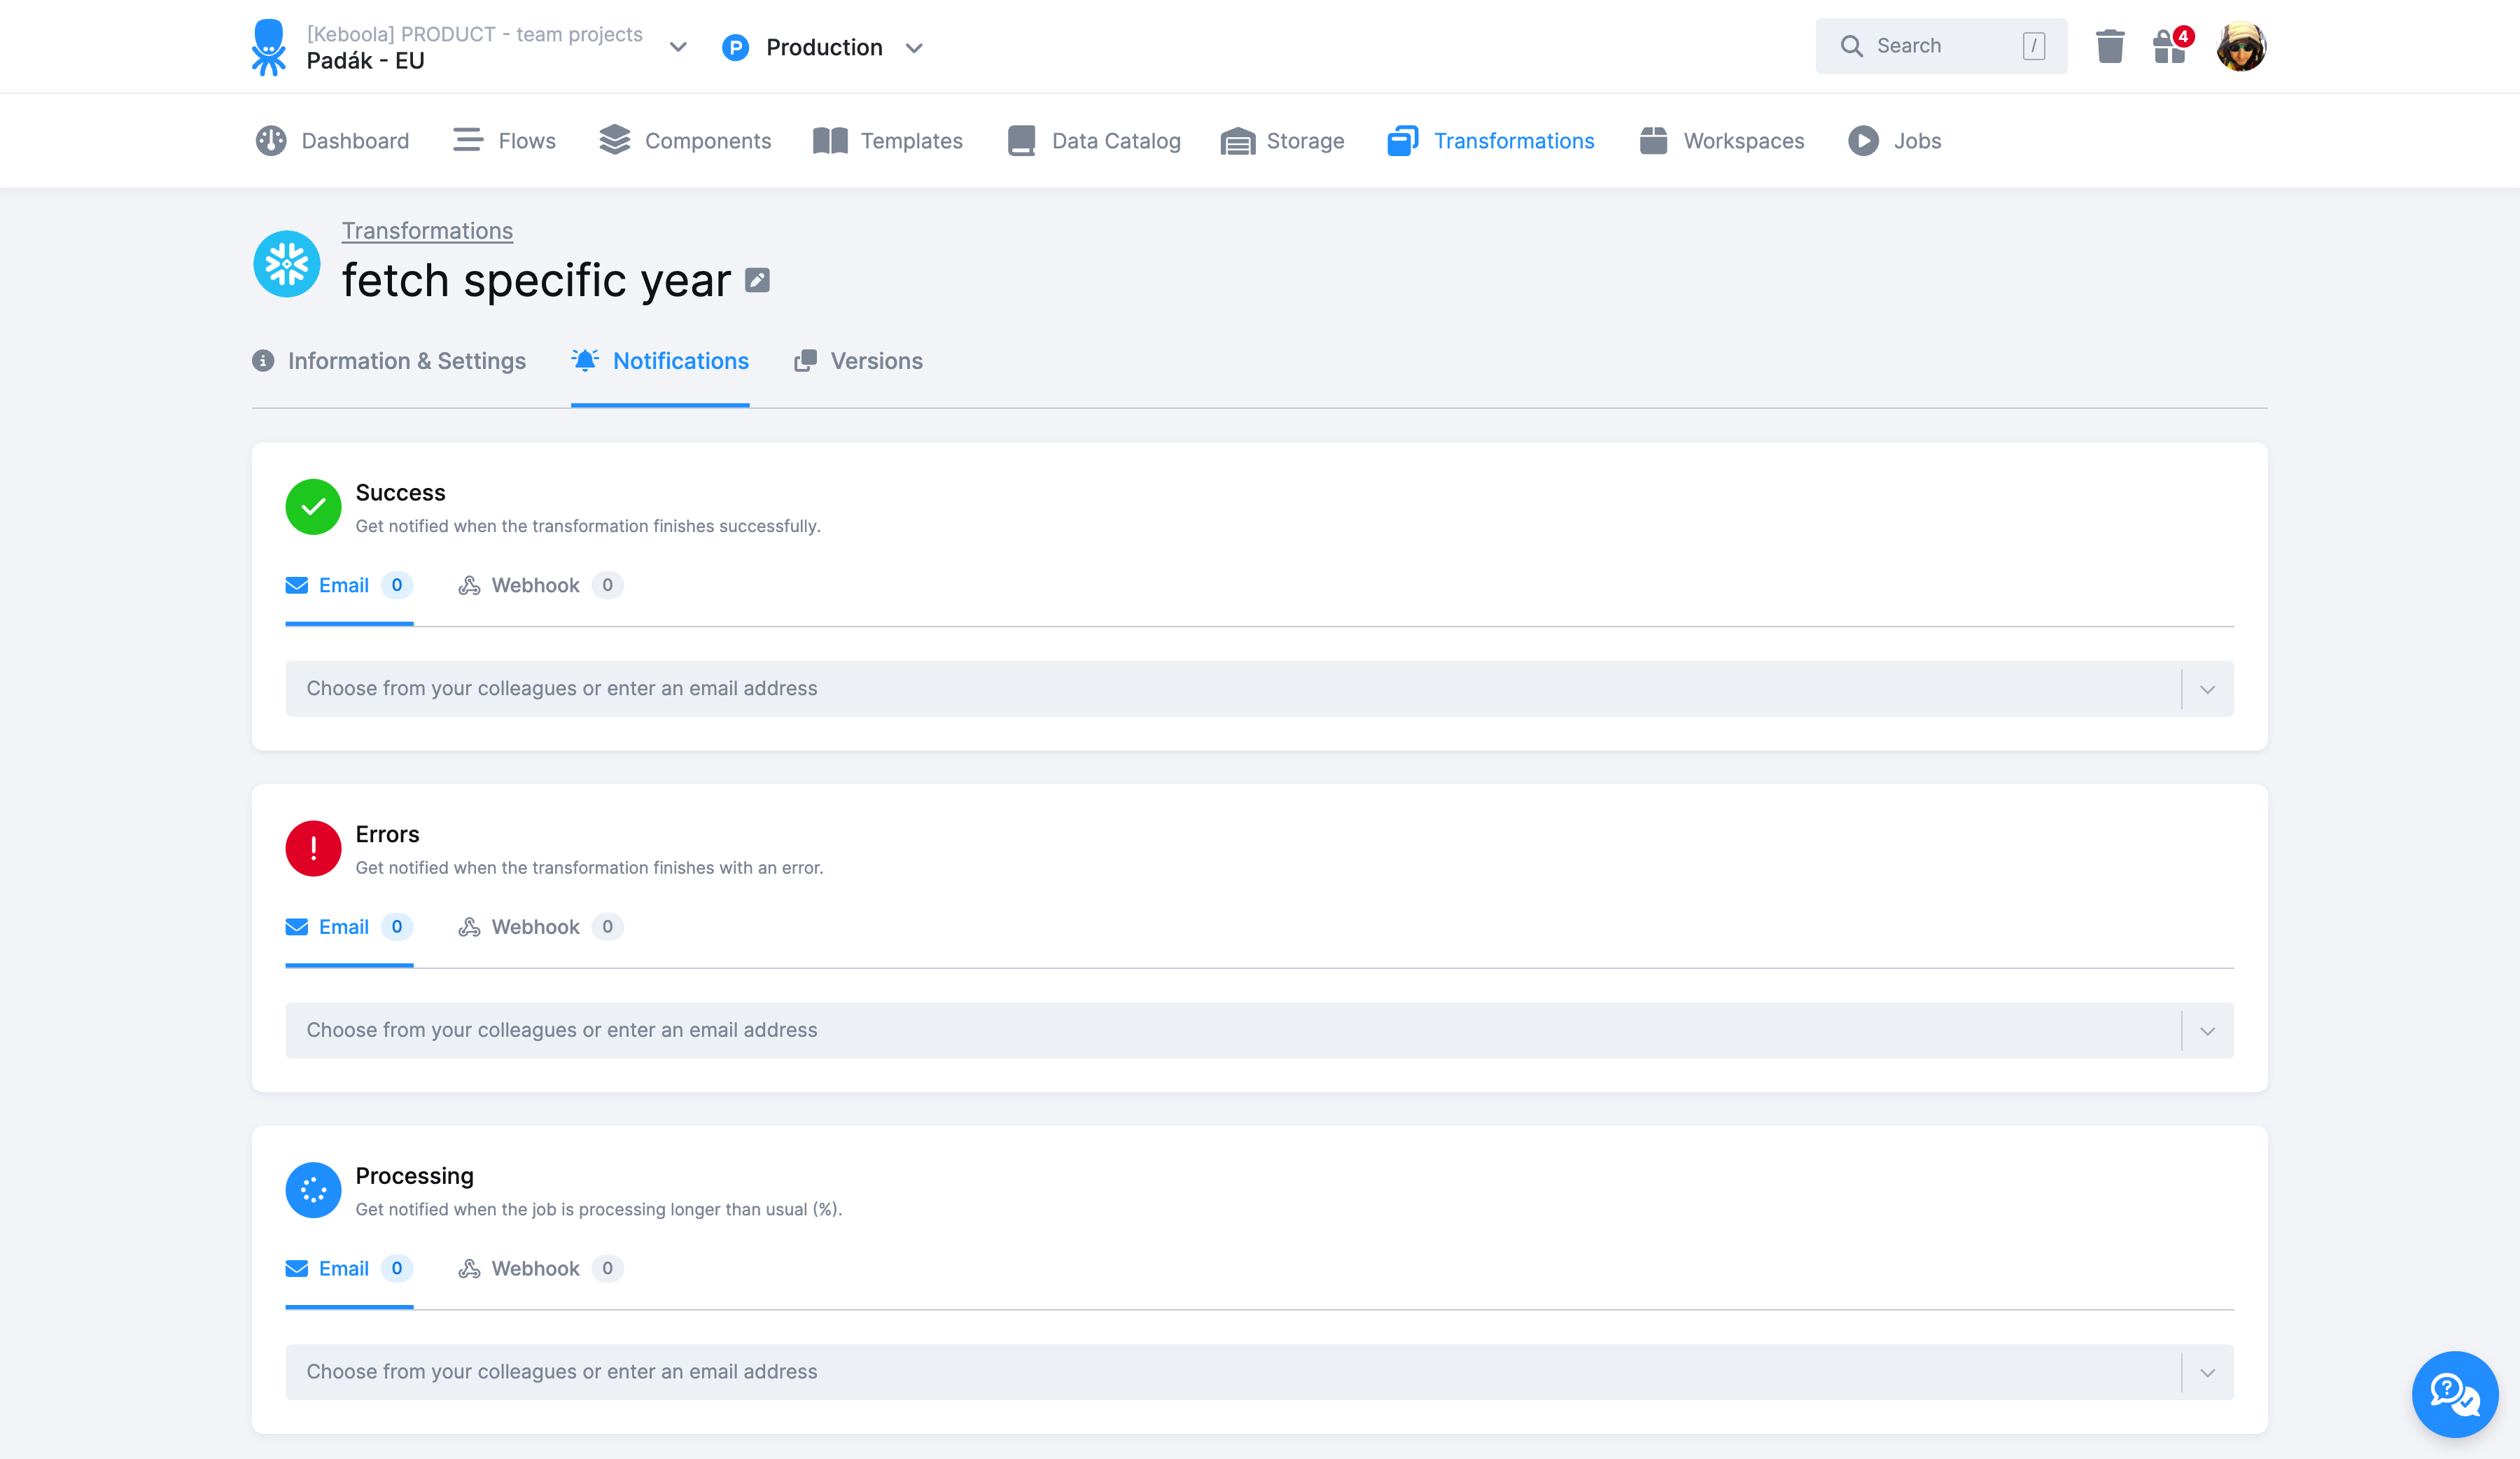 [Keboola] PRODUCT - team projects
Padák - EU
P Production
Search /
4
Dashboard Flows Components Templates Data Catalog Storage Transformations Workspaces Jobs
Transformations
fetch specific year
Information & Settings Notifications Versions
Success
Get notified when the transformation finishes successfully.
Email 0 Webhook 0
Choose from your colleagues or enter an email address
Errors
Get notified when the transformation finishes with an error.
Email 0 Webhook 0
Choose from your colleagues or enter an email address
Processing
Get notified when the job is processing longer than usual (%).
Email 0 Webhook 0
Choose from your colleagues or enter an email address